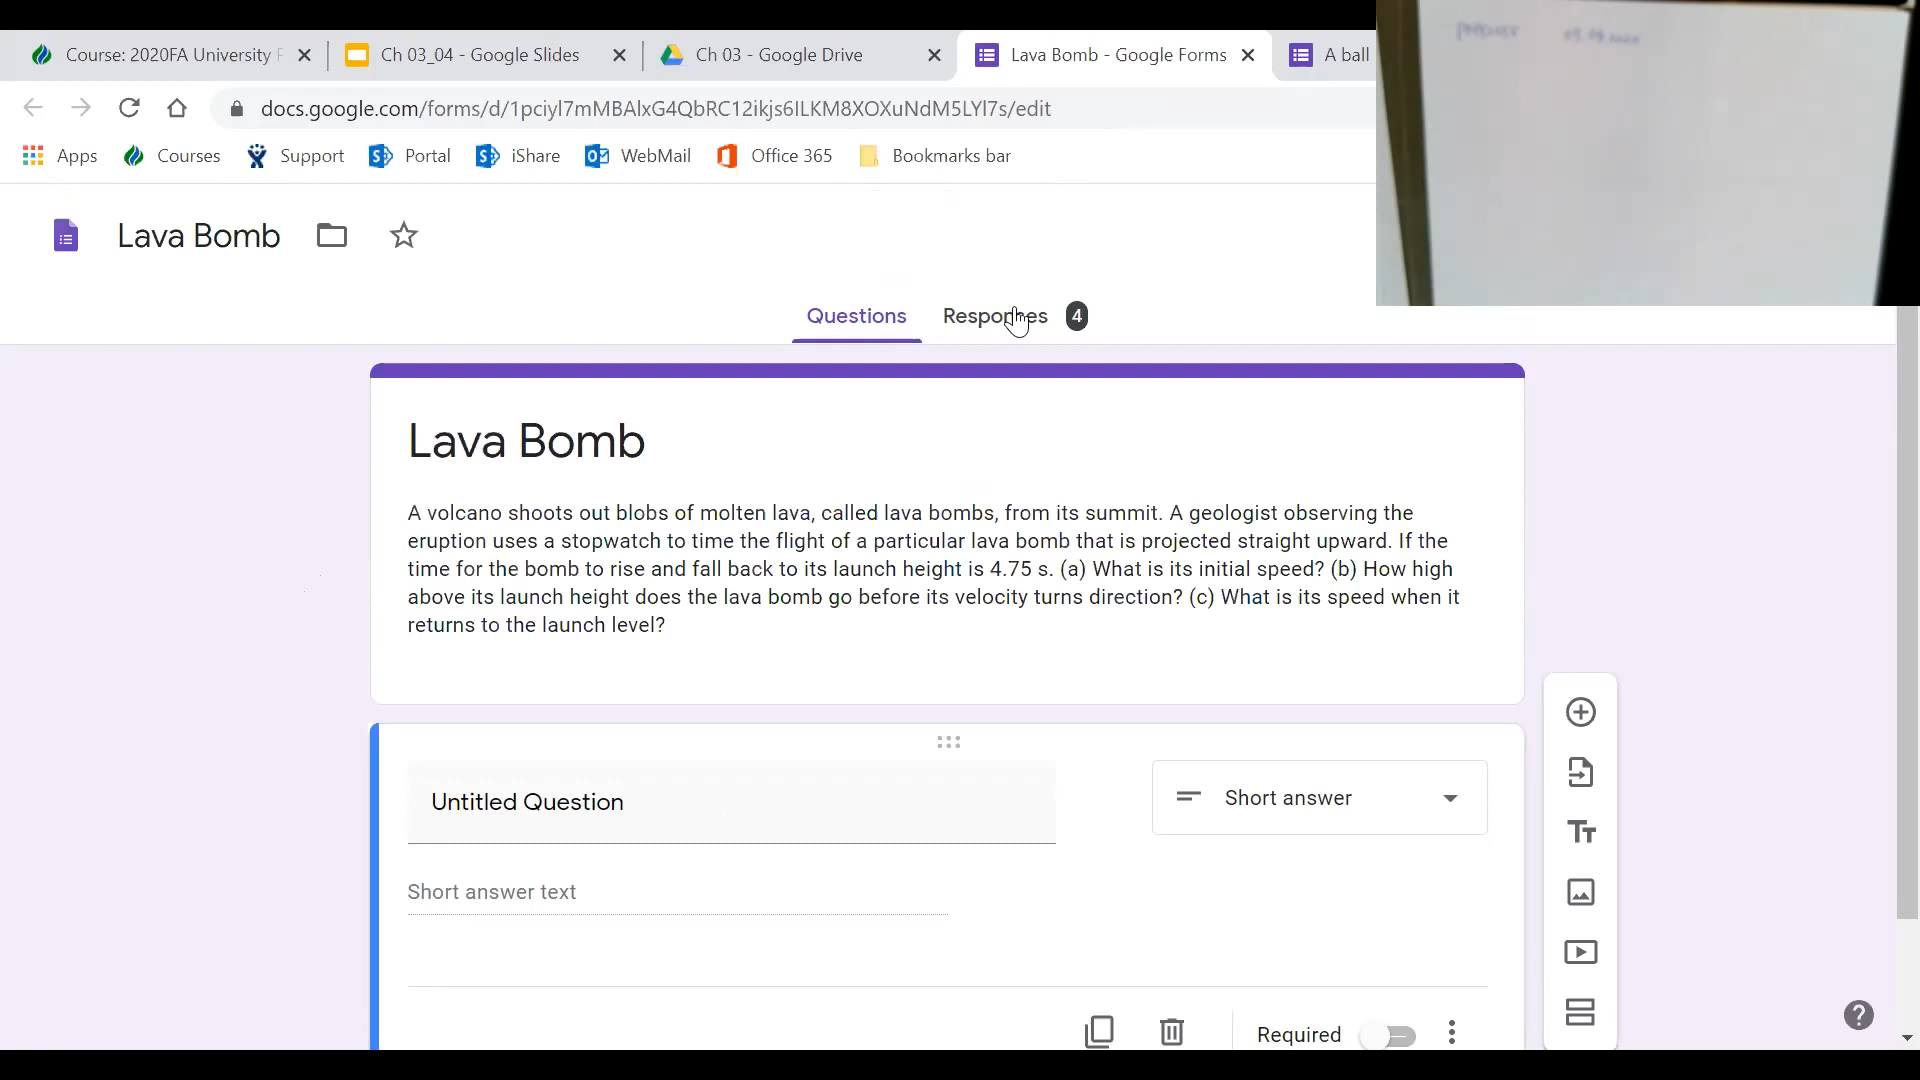 Course: 2020FA University
Ch 03_04 - Google Slides
Ch 03 - Google Drive
Lava Bomb - Google Forms
A ball
docs.google.com/forms/d/1pciyl7mMBAlxG4QbRC12ikjs6ILKM8XOXuNdM5LYl7s/edit
Apps
Courses
Support
Portal
iShare
WebMail
Office 365
Bookmarks bar
Lava Bomb
Questions
Responses
4
Lava Bomb
A volcano shoots out blobs of molten lava, called lava bombs, from its summit. A geologist observing the
eruption uses a stopwatch to time the flight of a particular lava bomb that is projected straight upward. If the
time for the bomb to rise and fall back to its launch height is 4.75 s. (a) What is its initial speed? (b) How high
above its launch height does the lava bomb go before its velocity turns direction? (c) What is its speed when it
returns to the launch level?
Untitled Question
Short answer
Short answer text
Required